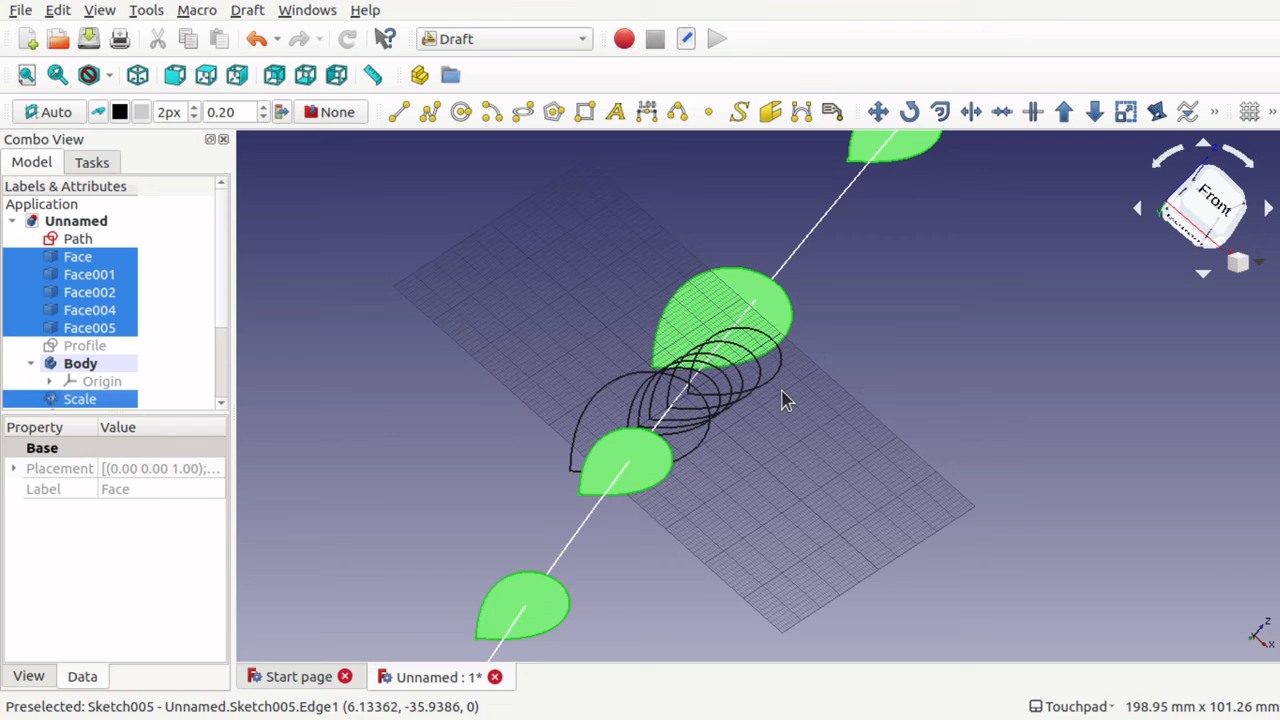 File Edit View Tools Macro Draft Windows Help
Draft
Auto 2px 0.20 None
Combo View
Model Tasks
Labels & Attributes
Application
Unnamed
Path
Face
Face001
Face002
Face004
Face005
Profile
Body
Origin
Scale
Property Value
Base
Placement [(0.00 0.00 1.00);...
Label Face
View Data
Front
Z
X
Start page Unnamed : 1*
Preselected: Sketch005 - Unnamed.Sketch005.Edge1 (6.13362, -35.9386, 0) Touchpad 198.95 mm x 101.26 mm